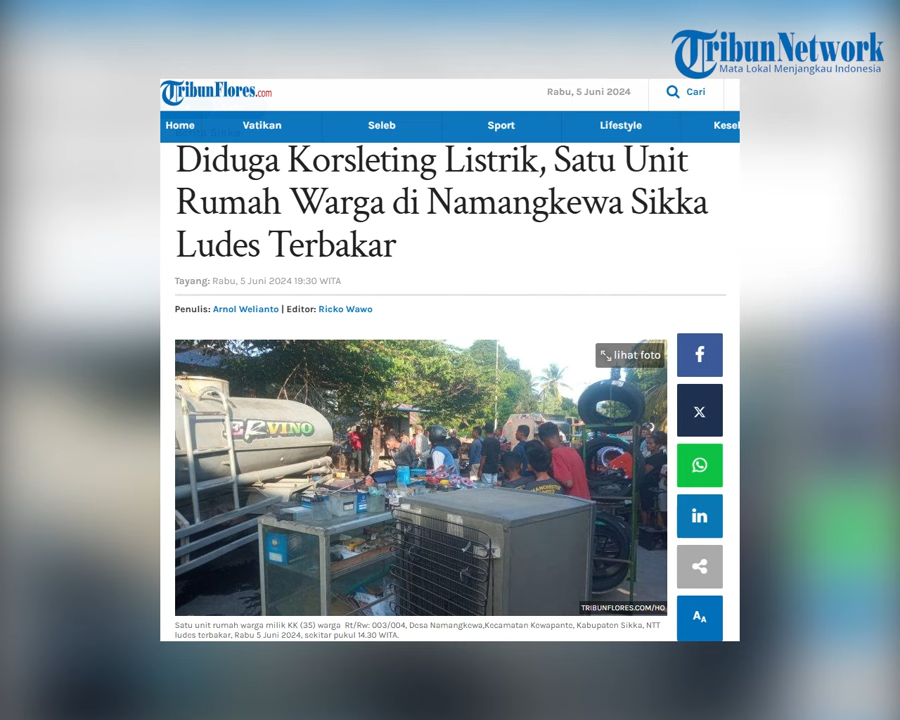 Tribun Network
Mata Lokal Menjangkau Indonesia
TribunFlores.com
Rabu, 5 Juni 2024
Cari
Home Vatikan Seleb Sport Lifestyle Kesel
Diduga Korsleting Listrik, Satu Unit
Rumah Warga di Namangkewa Sikka
Ludes Terbakar
Tayang: Rabu, 5 Juni 2024 19:30 WITA
Penulis: Arnol Welianto | Editor: Ricko Wawo
lihat foto
VINO
TRIBUNFLORES.COM/HO
Satu unit rumah warga milik KK (35) warga Rt/Rw: 003/004, Desa Namangkewa,Kecamatan Kewapante, Kabupaten Sikka, NTT
ludes terbakar, Rabu 5 Juni 2024, sekitar pukul 14.30 WITA.